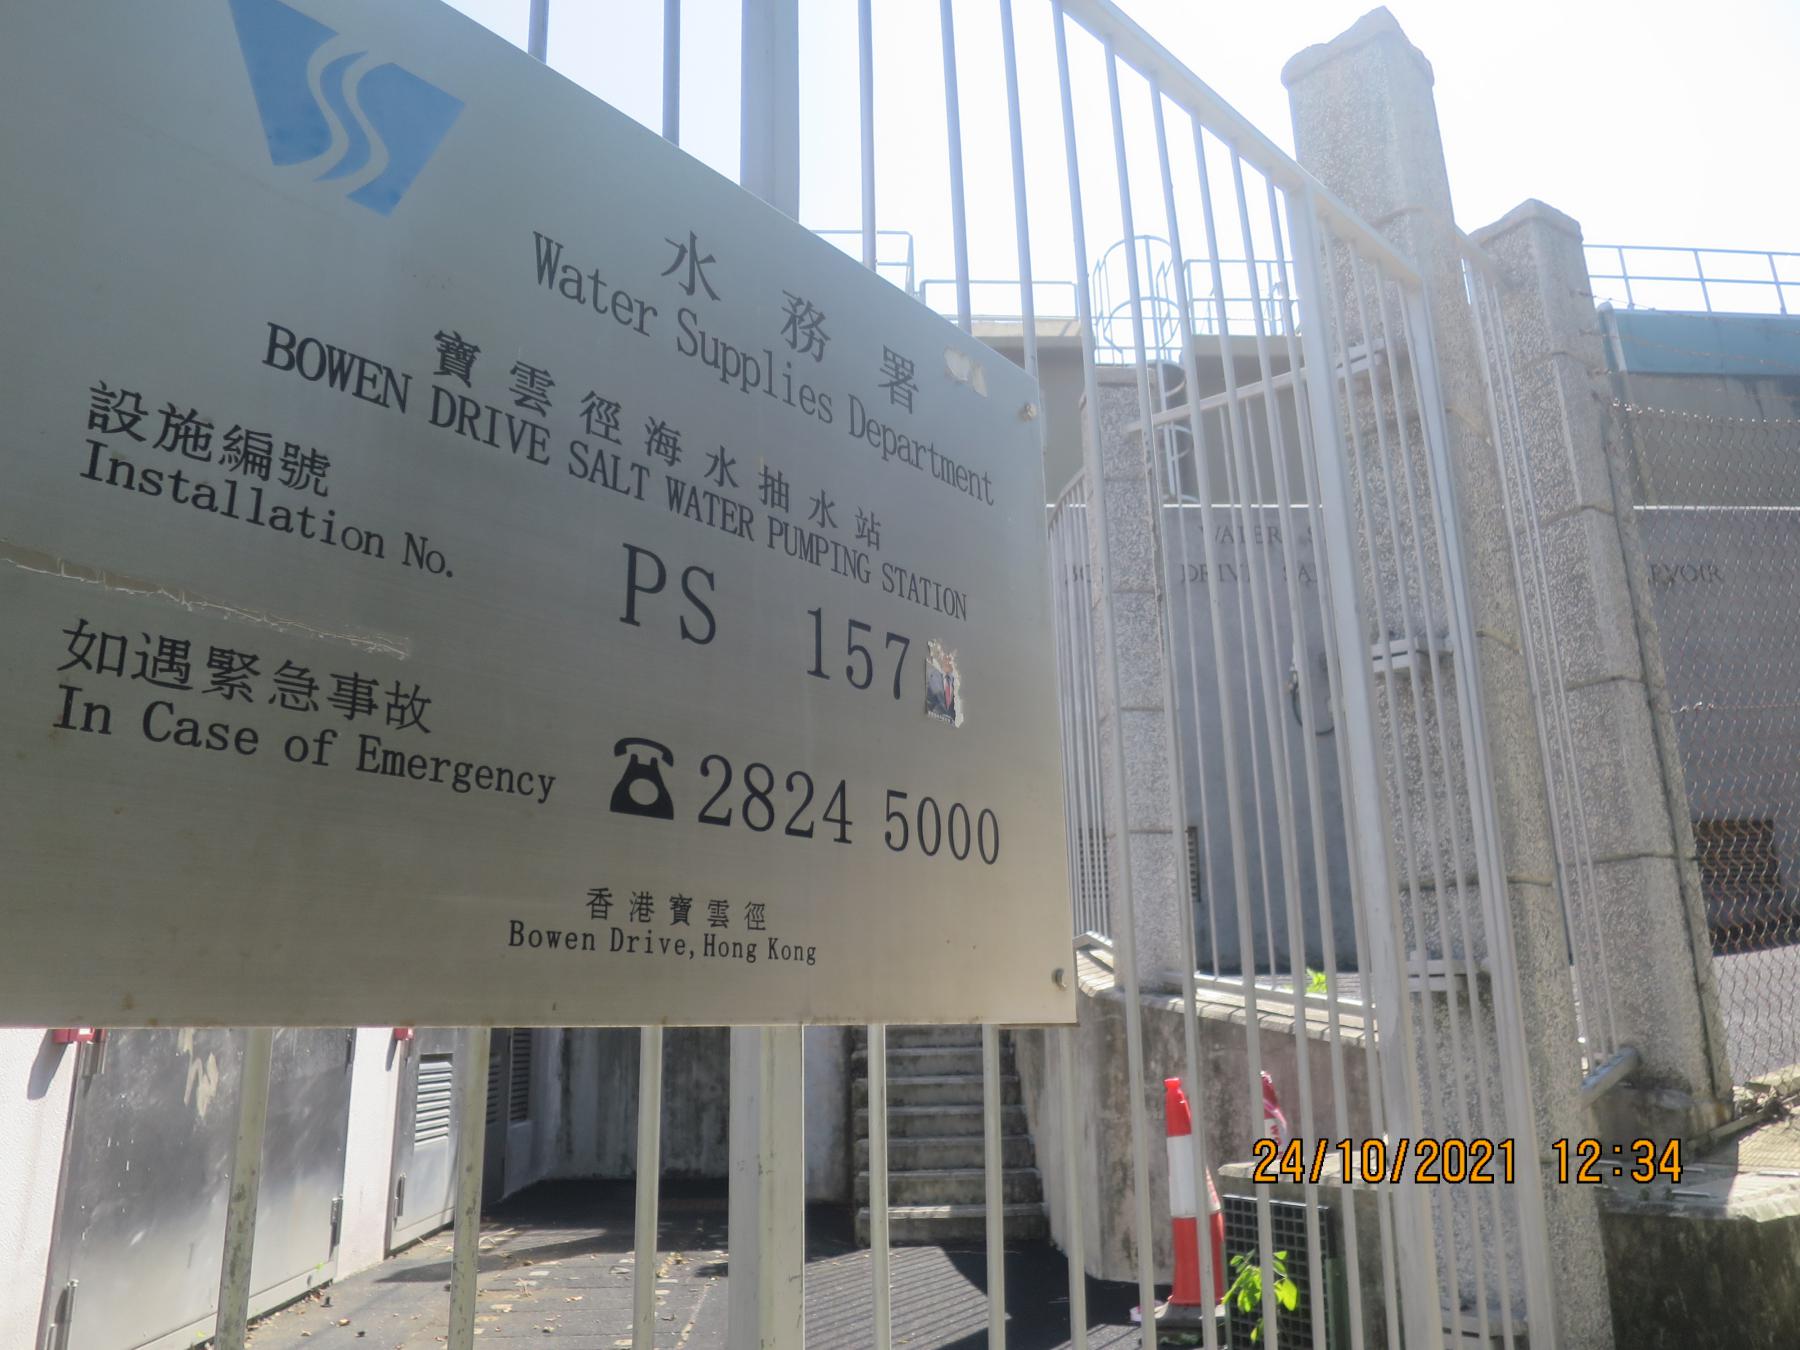 水務署
Water Supplies Department
寶雲徑海水抽水站
BOWEN DRIVE SALT WATER PUMPING STATION
設施編號
Installation No.
PS 157
如遇緊急事故
In Case of Emergency
2824 5000
香港寶雲徑
Bowen Drive, Hong Kong
WATER
DRIVE
24/10/2021 12:34